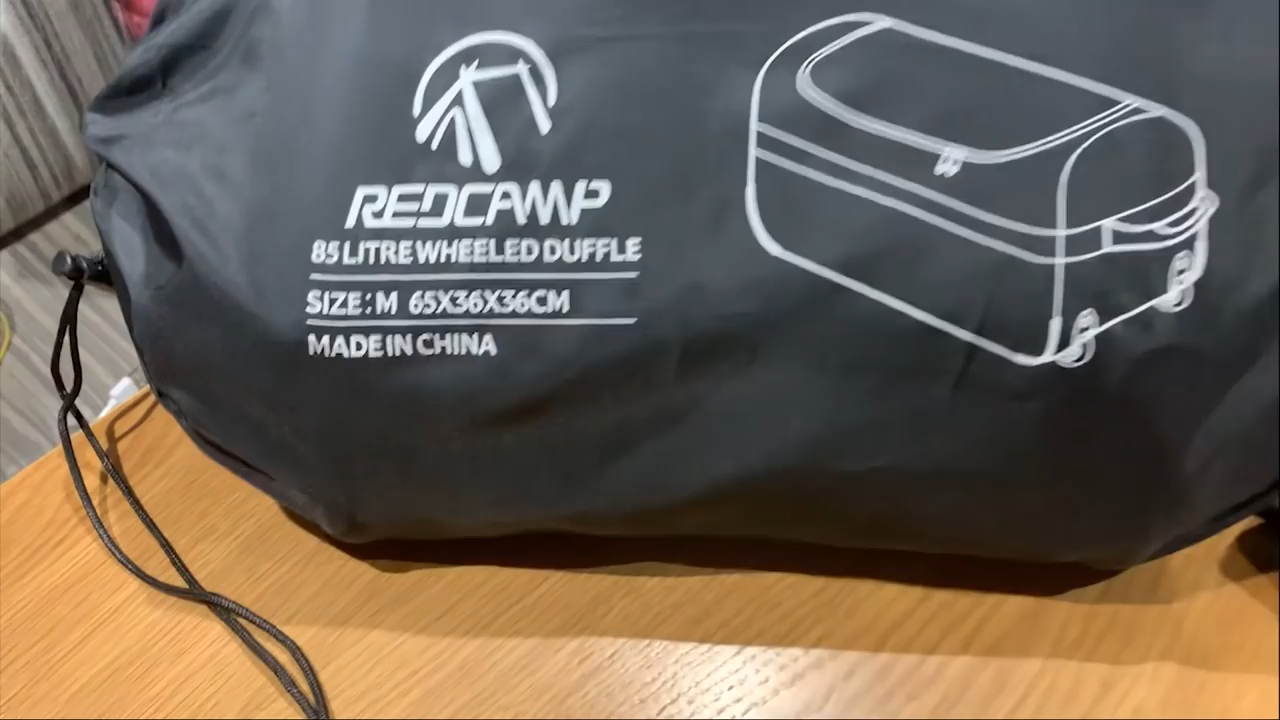 REDCAMP
85 LITRE WHEELED DUFFLE
SIZE:M 65X36X36CM
MADE IN CHINA